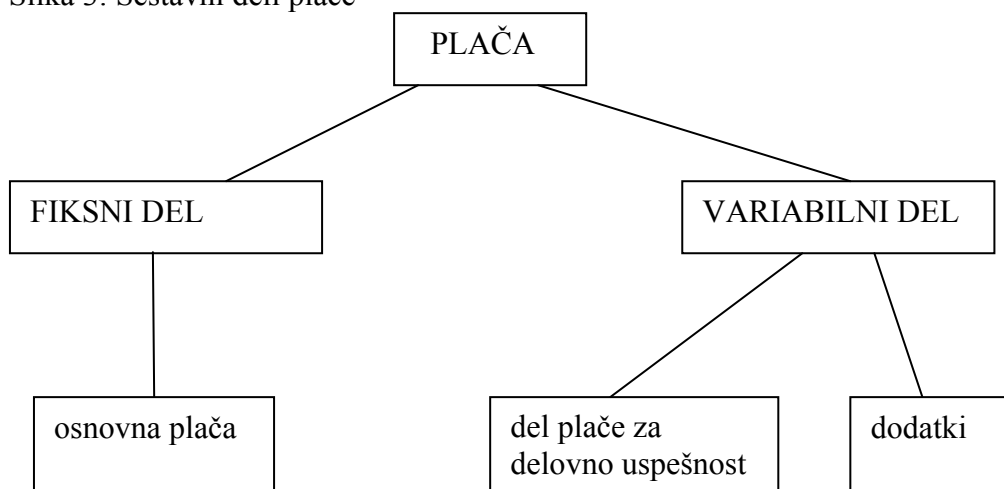 Slika 3: Sestavni deli plače
PLAČA
FIKSNI DEL
VARIABILNI DEL
osnovna plača
del plače za
delovno uspešnost
dodatki